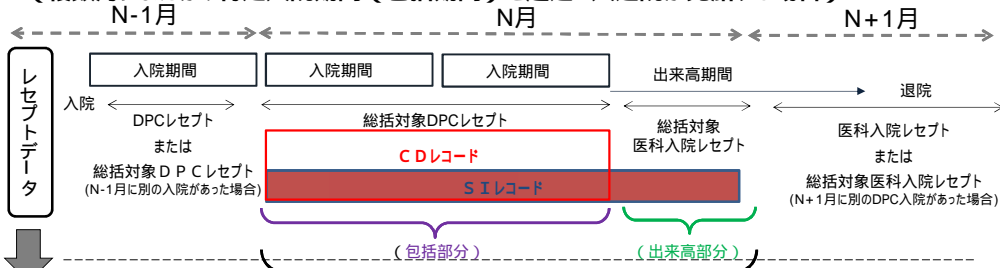 N-1月
N月
N+1月
レセプトデータ
入院期間
入院期間
入院期間
出来高期間
入院
退院
DPCレセプト
または
総括対象ＤＰＣレセプト
(N-1月に別の入院があった場合)
総括対象DPCレセプト
ＣＤレコード
ＳＩレコード
総括対象
医科入院レセプト
医科入院レセプト
または
総括対象医科入院レセプト
(N+1月に別のDPC入院があった場合)
（包括部分）
（出来高部分）